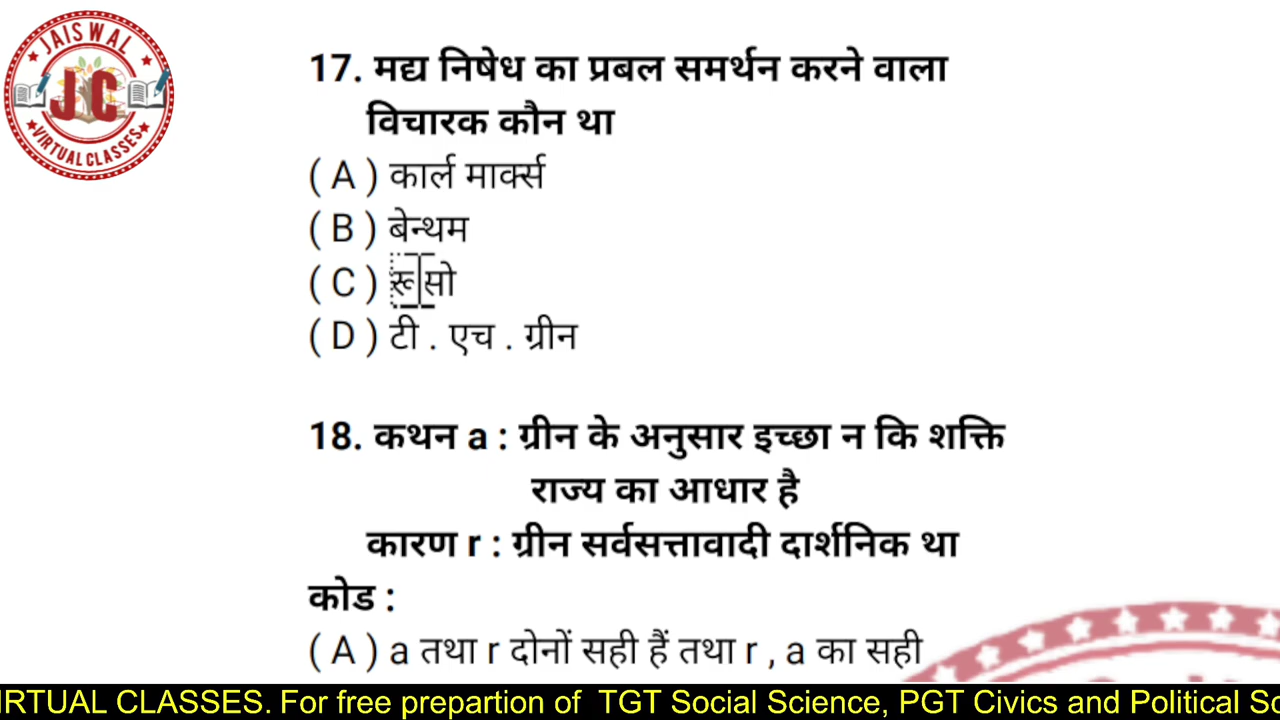 JAISWAL
JC
VIRTUAL CLASSES
17. मद्य निषेध का प्रबल समर्थन करने वाला
विचारक कौन था
( A ) कार्ल मार्क्स
( B ) बेन्थम
( C ) रूसो
( D ) टी . एच . ग्रीन
18. कथन a : ग्रीन के अनुसार इच्छा न कि शक्ति
राज्य का आधार है
कारण r : ग्रीन सर्वसत्तावादी दार्शनिक था
कोड :
( A ) a तथा r दोनों सही हैं तथा r , a का सही
IRTUAL CLASSES. For free prepartion of TGT Social Science, PGT Civics and Political Sc